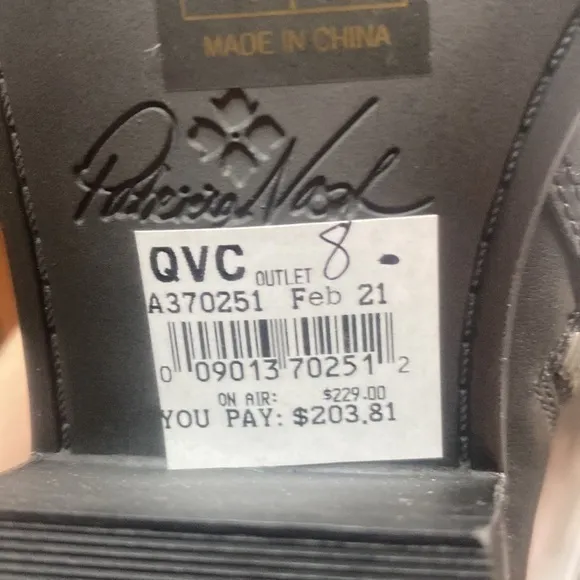 MADE IN CHINA
Patricia Nash
QVC OUTLET 8.
A370251 Feb 21
0 09013 70251 2
ON AIR: $229.00
YOU PAY: $203.81